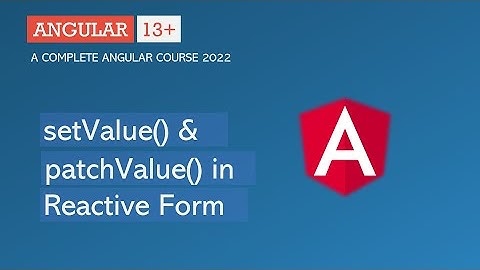 ANGULAR 13+
A COMPLETE ANGULAR COURSE 2022
setValue() &
patchValue() in
Reactive Form
A